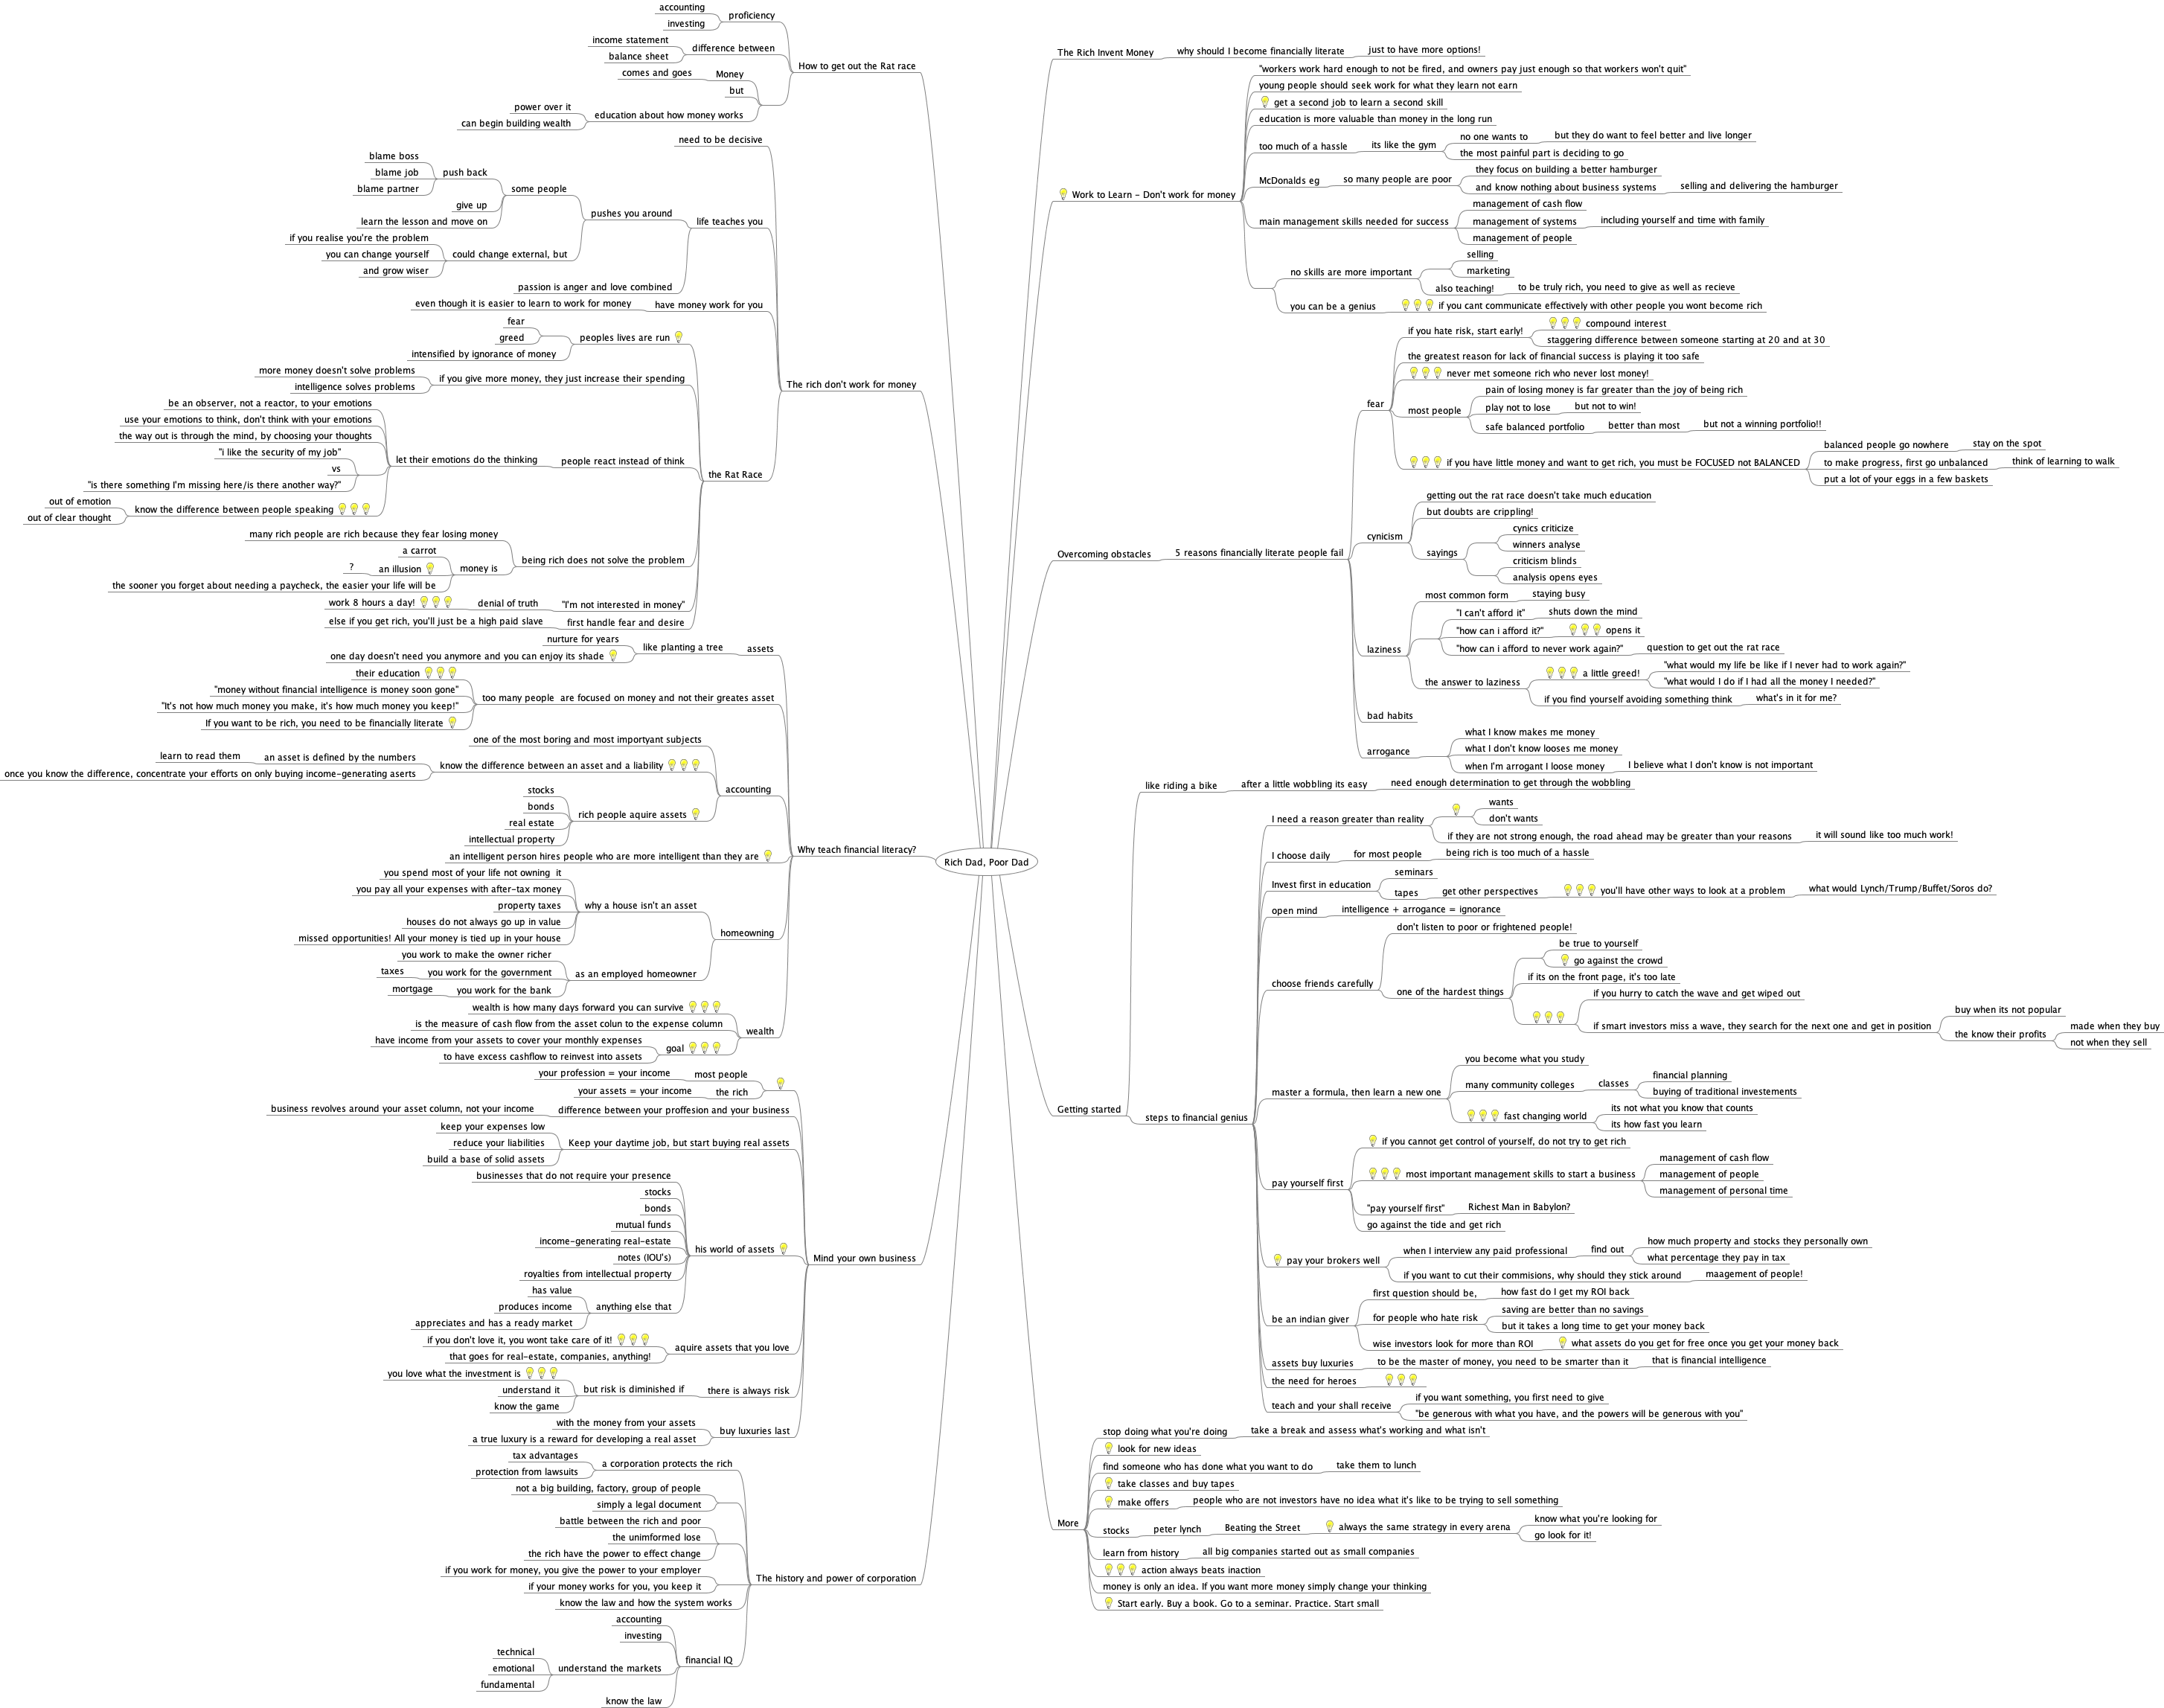 Rich Dad, Poor Dad
How to get out the Rat race
proficiency
accounting
investing
difference between
income statement
balance sheet
Money
comes and goes
but
education about how money works
power over it
can begin building wealth
The rich don't work for money
need to be decisive
life teaches you
pushes you around
some people
push back
blame boss
blame job
blame partner
give up
learn the lesson and move on
could change external, but
if you realise you're the problem
you can change yourself
and grow wiser
passion is anger and love combined
have money work for you
even though it is easier to learn to work for money
the Rat Race
peoples lives are run
fear
greed
intensified by ignorance of money
if you give more money, they just increase their spending
more money doesn't solve problems
intelligence solves problems
people react instead of think
let their emotions do the thinking
be an observer, not a reactor, to your emotions
use your emotions to think, don't think with your emotions
the way out is through the mind, by choosing your thoughts
"i like the security of my job"
vs
"is there something I'm missing here/is there another way?"
know the difference between people speaking
out of emotion
out of clear thought
being rich does not solve the problem
many rich people are rich because they fear losing money
money is
a carrot
an illusion
?
the sooner you forget about needing a paycheck, the easier your life will be
"I'm not interested in money"
denial of truth
work 8 hours a day!
first handle fear and desire
else if you get rich, you'll just be a high paid slave
Why teach financial literacy?
assets
like planting a tree
nurture for years
one day doesn't need you anymore and you can enjoy its shade
too many people  are focused on money and not their greates asset
their education
"money without financial intelligence is money soon gone"
"It's not how much money you make, it's how much money you keep!"
If you want to be rich, you need to be financially literate
accounting
one of the most boring and most importyant subjects
know the difference between an asset and a liability
an asset is defined by the numbers
learn to read them
once you know the difference, concentrate your efforts on only buying income-generating aserts
rich people aquire assets
stocks
bonds
real estate
intellectual property
an intelligent person hires people who are more intelligent than they are
homeowning
why a house isn't an asset
you spend most of your life not owning  it
you pay all your expenses with after-tax money
property taxes
houses do not always go up in value
missed opportunities! All your money is tied up in your house
as an employed homeowner
you work to make the owner richer
you work for the government
taxes
you work for the bank
mortgage
wealth
wealth is how many days forward you can survive
is the measure of cash flow from the asset colun to the expense column
goal
have income from your assets to cover your monthly expenses
to have excess cashflow to reinvest into assets
Mind your own business
most people
your profession = your income
the rich
your assets = your income
difference between your proffesion and your business
business revolves around your asset column, not your income
Keep your daytime job, but start buying real assets
keep your expenses low
reduce your liabilities
build a base of solid assets
his world of assets
businesses that do not require your presence
stocks
bonds
mutual funds
income-generating real-estate
notes (IOU's)
royalties from intellectual property
anything else that
has value
produces income
appreciates and has a ready market
aquire assets that you love
if you don't love it, you wont take care of it!
that goes for real-estate, companies, anything!
there is always risk
but risk is diminished if
you love what the investment is
understand it
know the game
buy luxuries last
with the money from your assets
a true luxury is a reward for developing a real asset
The history and power of corporation
a corporation protects the rich
tax advantages
protection from lawsuits
not a big building, factory, group of people
simply a legal document
battle between the rich and poor
the unimformed lose
the rich have the power to effect change
if you work for money, you give the power to your employer
if your money works for you, you keep it
know the law and how the system works
financial IQ
accounting
investing
understand the markets
technical
emotional
fundamental
know the law
The Rich Invent Money
why should I become financially literate
just to have more options!
Work to Learn - Don't work for money
"workers work hard enough to not be fired, and owners pay just enough so that workers won't quit"
young people should seek work for what they learn not earn
get a second job to learn a second skill
education is more valuable than money in the long run
too much of a hassle
its like the gym
no one wants to
but they do want to feel better and live longer
the most painful part is deciding to go
McDonalds eg
so many people are poor
they focus on building a better hamburger
and know nothing about business systems
selling and delivering the hamburger
main management skills needed for success
management of cash flow
management of systems
including yourself and time with family
management of people
no skills are more important
selling
marketing
also teaching!
to be truly rich, you need to give as well as recieve
you can be a genius
if you cant communicate effectively with other people you wont become rich
Overcoming obstacles
5 reasons financially literate people fail
fear
if you hate risk, start early!
compound interest
staggering difference between someone starting at 20 and at 30
the greatest reason for lack of financial success is playing it too safe
never met someone rich who never lost money!
most people
pain of losing money is far greater than the joy of being rich
play not to lose
but not to win!
safe balanced portfolio
better than most
but not a winning portfolio!!
if you have little money and want to get rich, you must be FOCUSED not BALANCED
balanced people go nowhere
stay on the spot
to make progress, first go unbalanced
think of learning to walk
put a lot of your eggs in a few baskets
cynicism
getting out the rat race doesn't take much education
but doubts are crippling!
sayings
cynics criticize
winners analyse
criticism blinds
analysis opens eyes
laziness
most common form
staying busy
"I can't afford it"
shuts down the mind
"how can i afford it?"
opens it
"how can i afford to never work again?"
question to get out the rat race
the answer to laziness
a little greed!
"what would my life be like if I never had to work again?"
"what would I do if I had all the money I needed?"
if you find yourself avoiding something think
what's in it for me?
bad habits
arrogance
what I know makes me money
what I don't know looses me money
when I'm arrogant I loose money
I believe what I don't know is not important
Getting started
like riding a bike
after a little wobbling its easy
need enough determination to get through the wobbling
steps to financial genius
I need a reason greater than reality
wants
don't wants
if they are not strong enough, the road ahead may be greater than your reasons
it will sound like too much work!
I choose daily
for most people
being rich is too much of a hassle
Invest first in education
seminars
tapes
get other perspectives
you'll have other ways to look at a problem
what would Lynch/Trump/Buffet/Soros do?
open mind
intelligence + arrogance = ignorance
choose friends carefully
don't listen to poor or frightened people!
one of the hardest things
be true to yourself
go against the crowd
if its on the front page, it's too late
if you hurry to catch the wave and get wiped out
if smart investors miss a wave, they search for the next one and get in position
buy when its not popular
the know their profits
made when they buy
not when they sell
master a formula, then learn a new one
you become what you study
many community colleges
classes
financial planning
buying of traditional investements
fast changing world
its not what you know that counts
its how fast you learn
pay yourself first
if you cannot get control of yourself, do not try to get rich
most important management skills to start a business
management of cash flow
management of people
management of personal time
"pay yourself first"
Richest Man in Babylon?
go against the tide and get rich
pay your brokers well
when I interview any paid professional
find out
how much property and stocks they personally own
what percentage they pay in tax
if you want to cut their commisions, why should they stick around
maagement of people!
be an indian giver
first question should be,
how fast do I get my ROI back
for people who hate risk
saving are better than no savings
but it takes a long time to get your money back
wise investors look for more than ROI
what assets do you get for free once you get your money back
assets buy luxuries
to be the master of money, you need to be smarter than it
that is financial intelligence
the need for heroes
teach and your shall receive
if you want something, you first need to give
"be generous with what you have, and the powers will be generous with you"
More
stop doing what you're doing
take a break and assess what's working and what isn't
look for new ideas
find someone who has done what you want to do
take them to lunch
take classes and buy tapes
make offers
people who are not investors have no idea what it's like to be trying to sell something
stocks
peter lynch
Beating the Street
always the same strategy in every arena
know what you're looking for
go look for it!
learn from history
all big companies started out as small companies
action always beats inaction
money is only an idea. If you want more money simply change your thinking
Start early. Buy a book. Go to a seminar. Practice. Start small